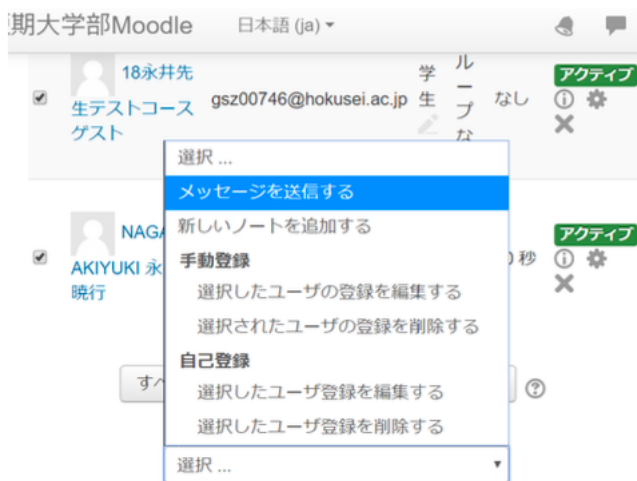 期大学部Moodle 日本語 (ja)
18永井先
生テストコース
ゲスト
gsz00746@hokusei.ac.jp
学
生
ル
ー
プ
な
なし
アクティブ
選択 ...
メッセージを送信する
新しいノートを追加する
手動登録
選択したユーザの登録を編集する
選択されたユーザの登録を削除する
自己登録
選択したユーザ登録を編集する
選択したユーザ登録を削除する
NAGA
AKIYUKI 永
暁行
0 秒
アクティブ
すべ
選択 ...